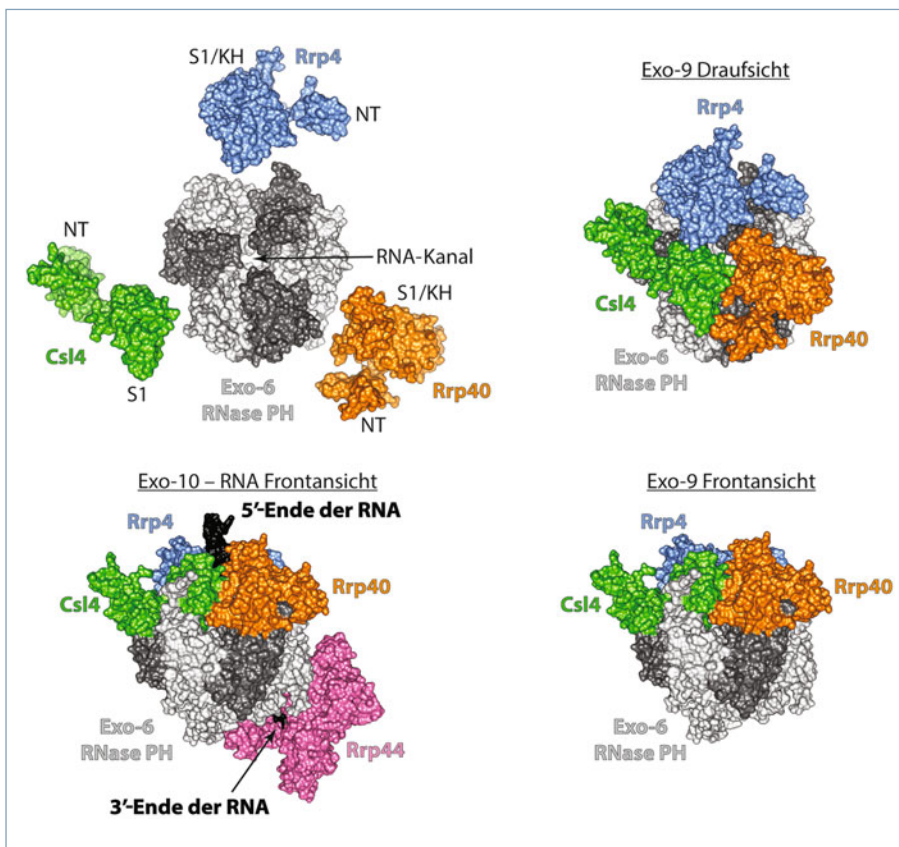 S1/KH
Rrp4
NT
NT
RNA-Kanal
S1/KH
Csl4
S1
Exo-6
RNase PH
Rrp40
NT
Exo-9 Draufsicht
Rrp4
Csl4
Rrp40
Exo-6
RNase PH
Exo-10 – RNA Frontansicht
5’-Ende der RNA
Rrp4
Csl4
Rrp40
Exo-6
RNase PH
Rrp44
3’-Ende der RNA
Exo-9 Frontansicht
Rrp4
Csl4
Rrp40
Exo-6
RNase PH